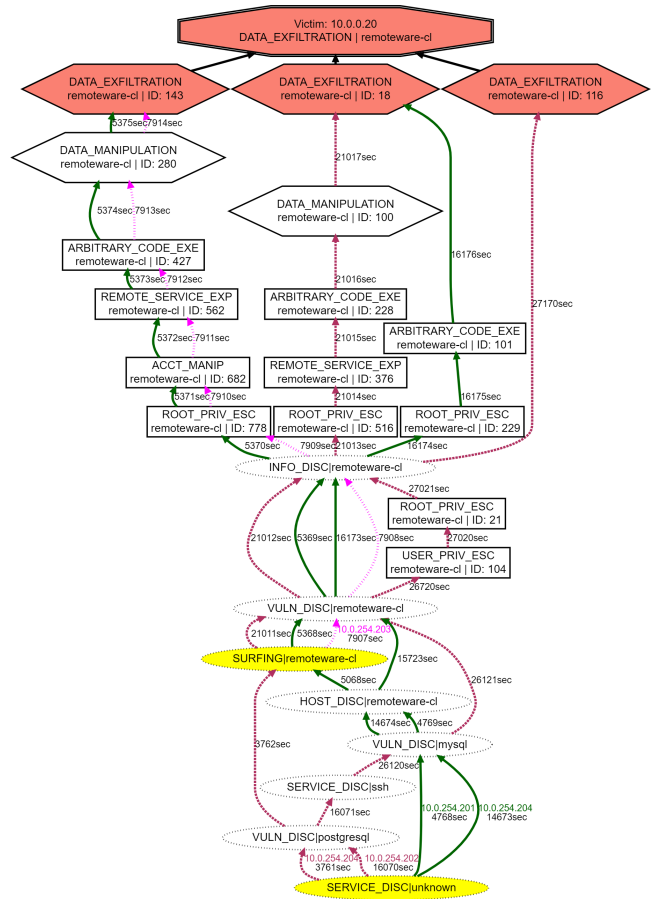 Victim: 10.0.0.20
DATA_EXFILTRATION | remoteware-cl
DATA_EXFILTRATION
remoteware-cl | ID: 143
DATA_EXFILTRATION
remoteware-cl | ID: 18
DATA_EXFILTRATION
remoteware-cl | ID: 116
5375sec
7914sec
DATA_MANIPULATION
remoteware-cl | ID: 280
21017sec
DATA_MANIPULATION
remoteware-cl | ID: 100
5374sec
7913sec
16176sec
ARBITRARY_CODE_EXE
remoteware-cl | ID: 427
5373sec
7912sec
21016sec
27170sec
REMOTE_SERVICE_EXP
remoteware-cl | ID: 562
ARBITRARY_CODE_EXE
remoteware-cl | ID: 228
ARBITRARY_CODE_EXE
remoteware-cl | ID: 101
5372sec
7911sec
21015sec
ACCT_MANIP
remoteware-cl | ID: 682
REMOTE_SERVICE_EXP
remoteware-cl | ID: 376
5371sec
7910sec
21014sec
16175sec
ROOT_PRIV_ESC
remoteware-cl | ID: 778
ROOT_PRIV_ESC
remoteware-cl | ID: 516
ROOT_PRIV_ESC
remoteware-cl | ID: 229
5370sec
7909sec
21013sec
16174sec
INFO_DISC|remoteware-cl
27021sec
ROOT_PRIV_ESC
remoteware-cl | ID: 21
21012sec
5369sec
16173sec
7908sec
27020sec
USER_PRIV_ESC
remoteware-cl | ID: 104
26720sec
VULN_DISC|remoteware-cl
21011sec
5368sec
10.0.254.203
7907sec
SURFING|remoteware-cl
15723sec
5068sec
26121sec
HOST_DISC|remoteware-cl
14674sec
4769sec
3762sec
VULN_DISC|mysql
26120sec
SERVICE_DISC|ssh
16071sec
10.0.254.201
4768sec
10.0.254.204
14673sec
VULN_DISC|postgresql
10.0.254.204
3761sec
10.0.254.202
16070sec
SERVICE_DISC|unknown